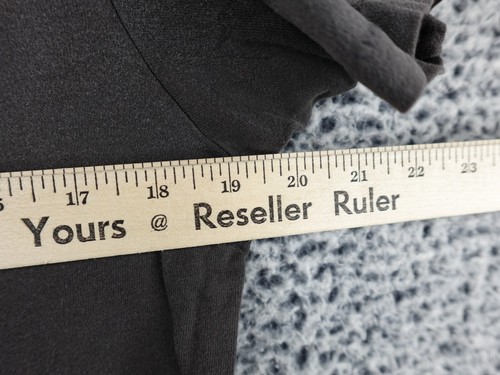 17 18 19 20 21 22 23
Yours @ Reseller Ruler